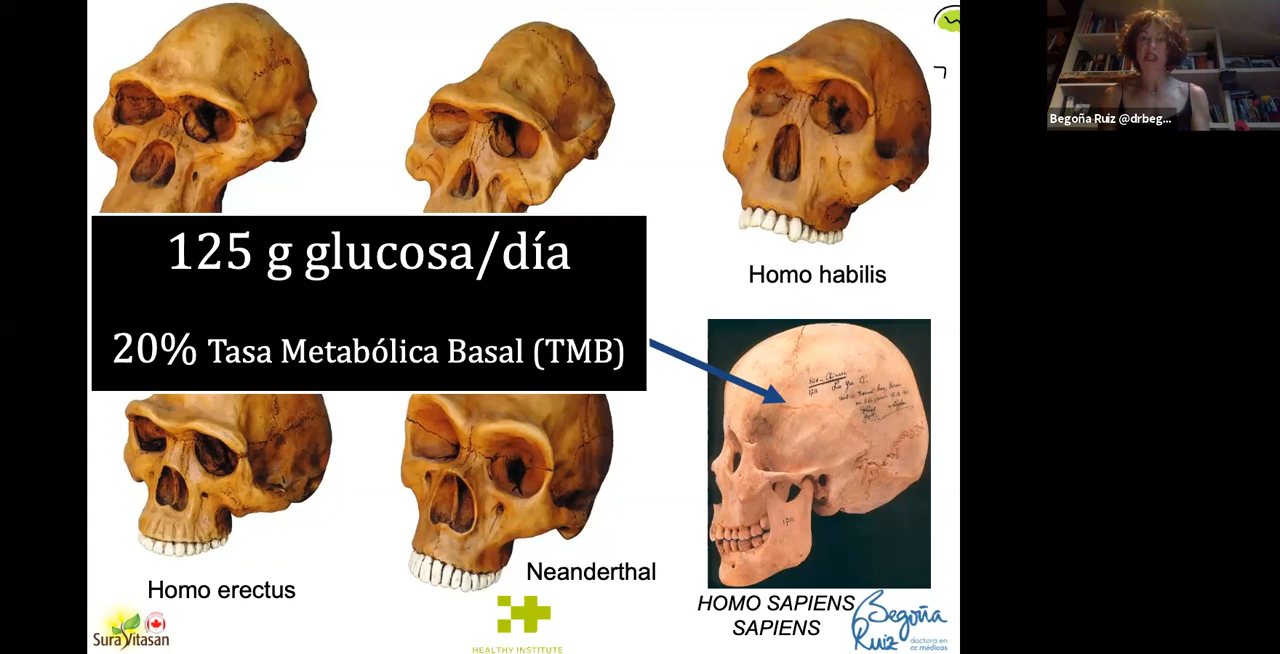 Begoña Ruiz @drbeg...
125 g glucosa/día
20% Tasa Metabólica Basal (TMB)
Homo habilis
1711.
Homo erectus
Neanderthal
HOMO SAPIENS
SAPIENS
SuraVitasan
HEALTHY INSTITUTE
Begoña
Ruiz
doctora en
cc médicas